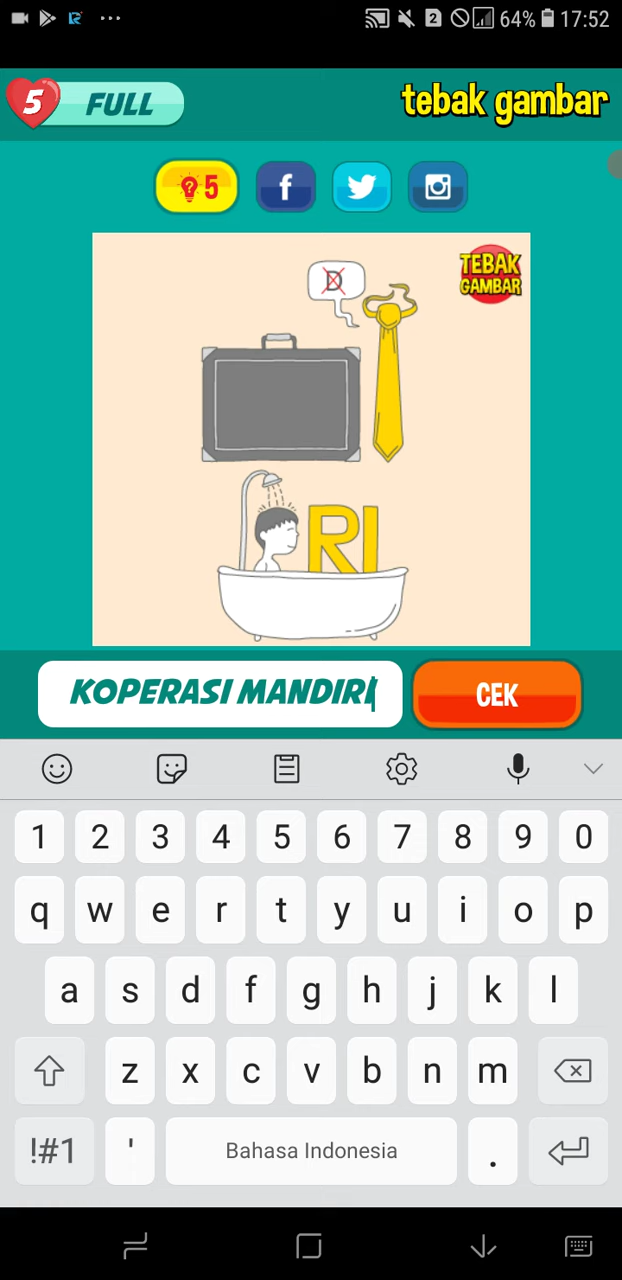 64% 17:52
5 FULL
tebak gambar
5
D
TEBAK
GAMBAR
RI
KOPERASI MANDIRI
CEK
1 2 3 4 5 6 7 8 9 0
q w e r t y u i o p
a s d f g h j k l
z x c v b n m
!#1 ' Bahasa Indonesia .